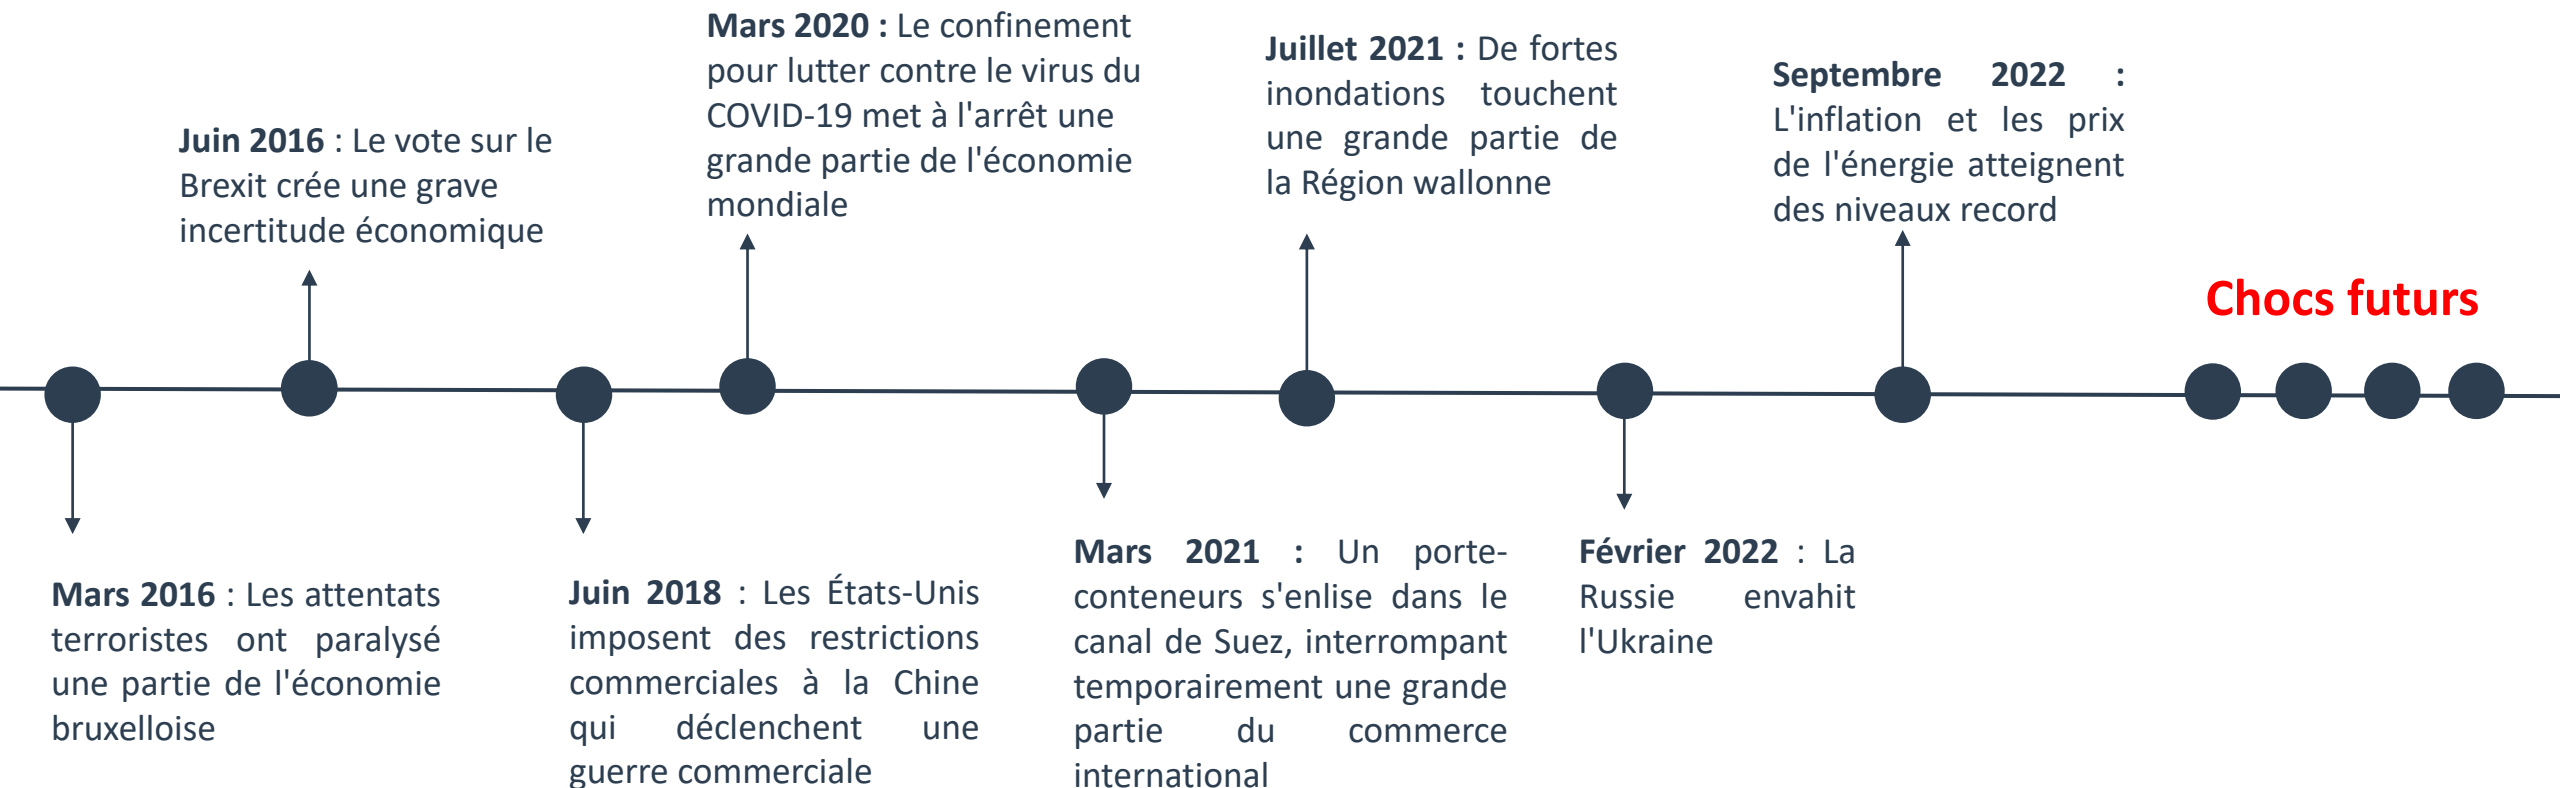 Mars 2016 : Les attentats
terroristes ont paralysé
une partie de l'économie
bruxelloise
Juin 2016 : Le vote sur le
Brexit crée une grave
incertitude économique
Juin 2018 : Les États-Unis
imposent des restrictions
commerciales à la Chine
qui déclenchent une
guerre commerciale
Mars 2020 : Le confinement
pour lutter contre le virus du
COVID-19 met à l'arrêt une
grande partie de l'économie
mondiale
Mars 2021 : Un porte-
conteneurs s'enlise dans le
canal de Suez, interrompant
temporairement une grande
partie du commerce
international
Juillet 2021 : De fortes
inondations touchent
une grande partie de
la Région wallonne
Février 2022 : La
Russie envahit
l'Ukraine
Septembre 2022 :
L'inflation et les prix
de l'énergie atteignent
des niveaux record
Chocs futurs